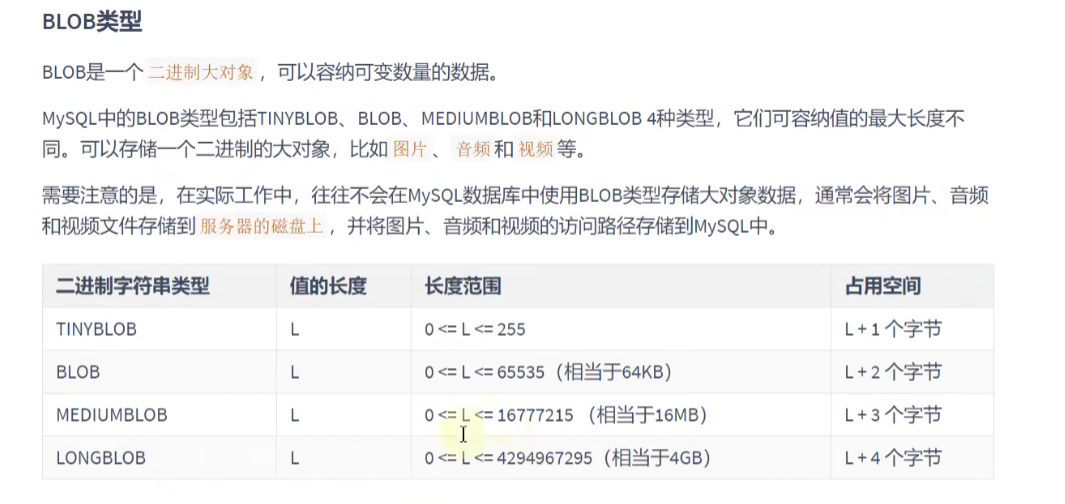 BLOB类型
BLOB是一个 二进制大对象 ，可以容纳可变数量的数据。
MySQL中的BLOB类型包括TINYBLOB、BLOB、MEDIUMBLOB和LONGBLOB 4种类型，它们可容纳值的最大长度不
同。可以存储一个二进制的大对象，比如 图片 、 音频 和 视频 等。
需要注意的是，在实际工作中，往往不会在MySQL数据库中使用BLOB类型存储大对象数据，通常会将图片、音频
和视频文件存储到 服务器的磁盘上 ，并将图片、音频和视频的访问路径存储到MySQL中。
二进制字符串类型 值的长度 长度范围 占用空间
TINYBLOB L 0 <= L <= 255 L + 1 个字节
BLOB L 0 <= L <= 65535（相当于64KB） L + 2 个字节
MEDIUMBLOB L 0 <= L <= 16777215 （相当于16MB） L + 3 个字节
LONGBLOB L 0 <= L <= 4294967295（相当于4GB） L + 4 个字节